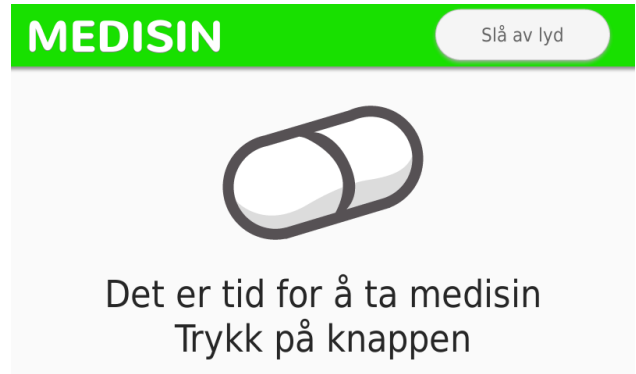 MEDISIN
Slå av lyd
Det er tid for å ta medisin
Trykk på knappen